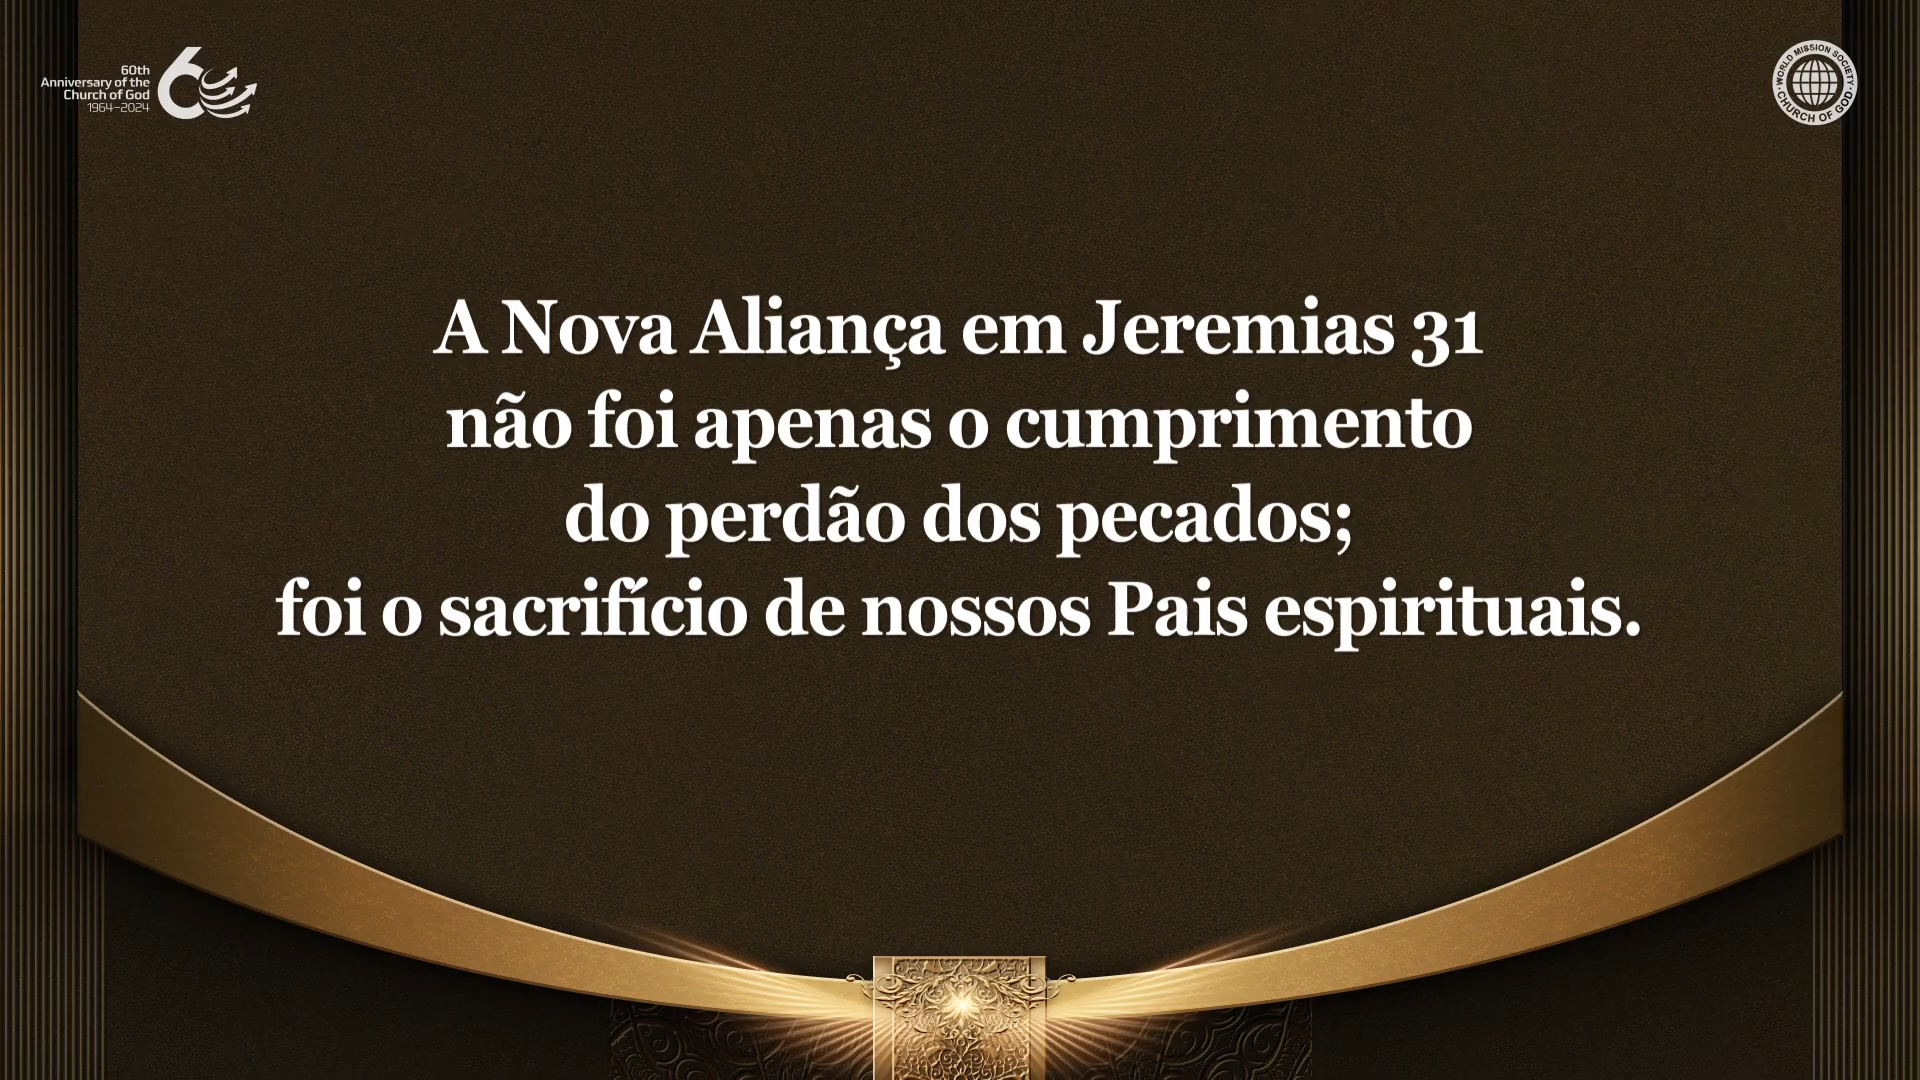 60th
Anniversary of the
Church of God
1964–2024
60
WORLD MISSION SOCIETY
CHURCH OF GOD
A Nova Aliança em Jeremias 31
não foi apenas o cumprimento
do perdão dos pecados;
foi o sacrifício de nossos Pais espirituais.